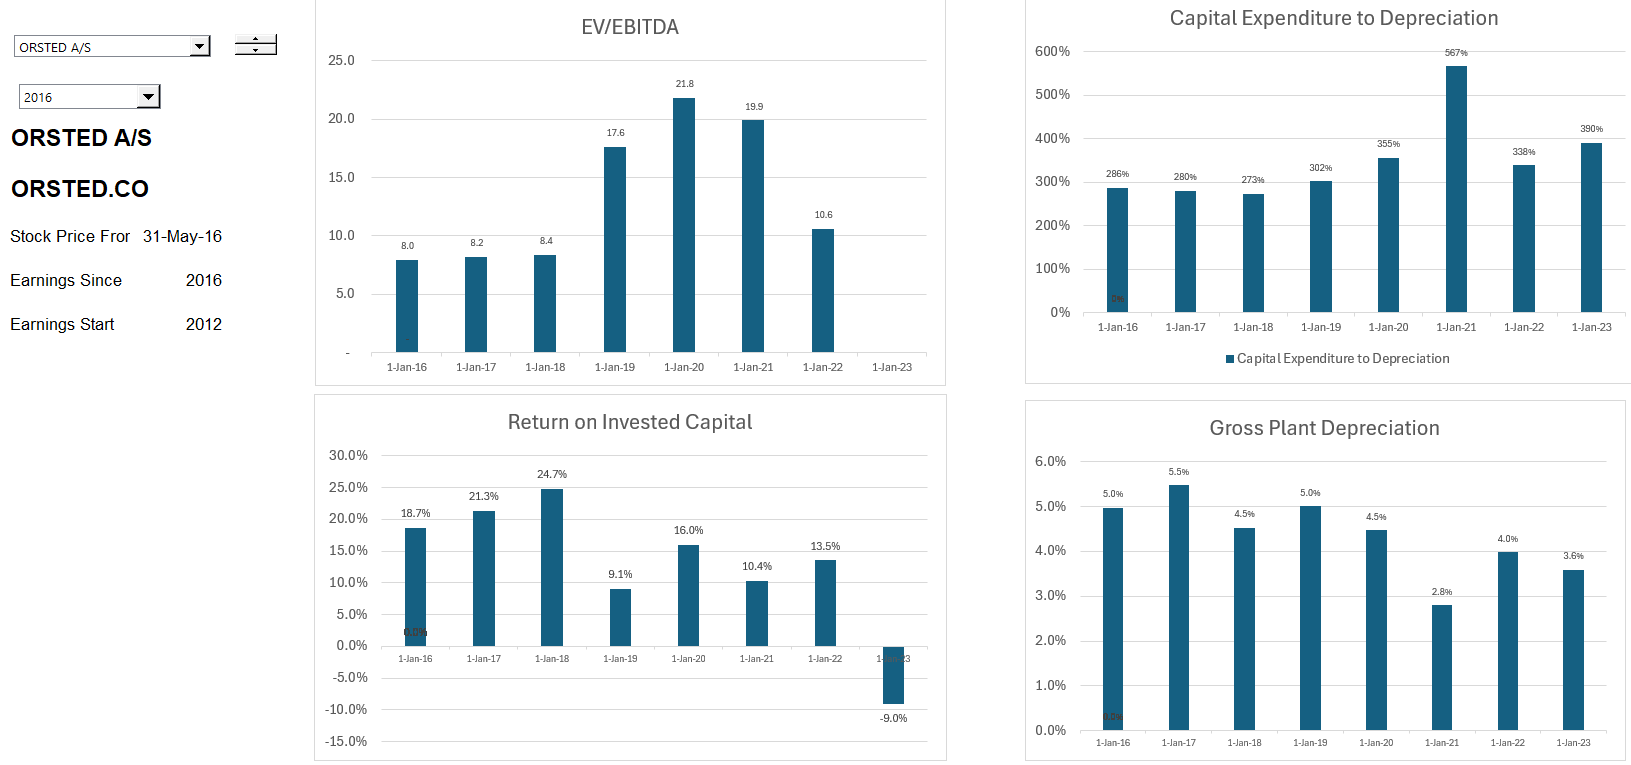 ORSTED A/S
2016
ORSTED A/S
ORSTED.CO
Stock Price Fror 31-May-16
Earnings Since 2016
Earnings Start 2012
EV/EBITDA
25.0
20.0
15.0
10.0
5.0
-
8.0 8.2 8.4 17.6 21.8 19.9 10.6
1-Jan-16 1-Jan-17 1-Jan-18 1-Jan-19 1-Jan-20 1-Jan-21 1-Jan-22 1-Jan-23
Capital Expenditure to Depreciation
600%
500%
400%
300%
200%
100%
0%
286% 280% 273% 302% 355% 567% 338% 390%
0%
1-Jan-16 1-Jan-17 1-Jan-18 1-Jan-19 1-Jan-20 1-Jan-21 1-Jan-22 1-Jan-23
Capital Expenditure to Depreciation
Return on Invested Capital
30.0%
25.0%
20.0%
15.0%
10.0%
5.0%
0.0%
-5.0%
-10.0%
-15.0%
18.7% 21.3% 24.7% 9.1% 16.0% 10.4% 13.5% -9.0%
0.0%
1-Jan-16 1-Jan-17 1-Jan-18 1-Jan-19 1-Jan-20 1-Jan-21 1-Jan-22 1-Jan-23
Gross Plant Depreciation
6.0%
5.0%
4.0%
3.0%
2.0%
1.0%
0.0%
5.0% 5.5% 4.5% 5.0% 4.5% 2.8% 4.0% 3.6%
0.0%
1-Jan-16 1-Jan-17 1-Jan-18 1-Jan-19 1-Jan-20 1-Jan-21 1-Jan-22 1-Jan-23